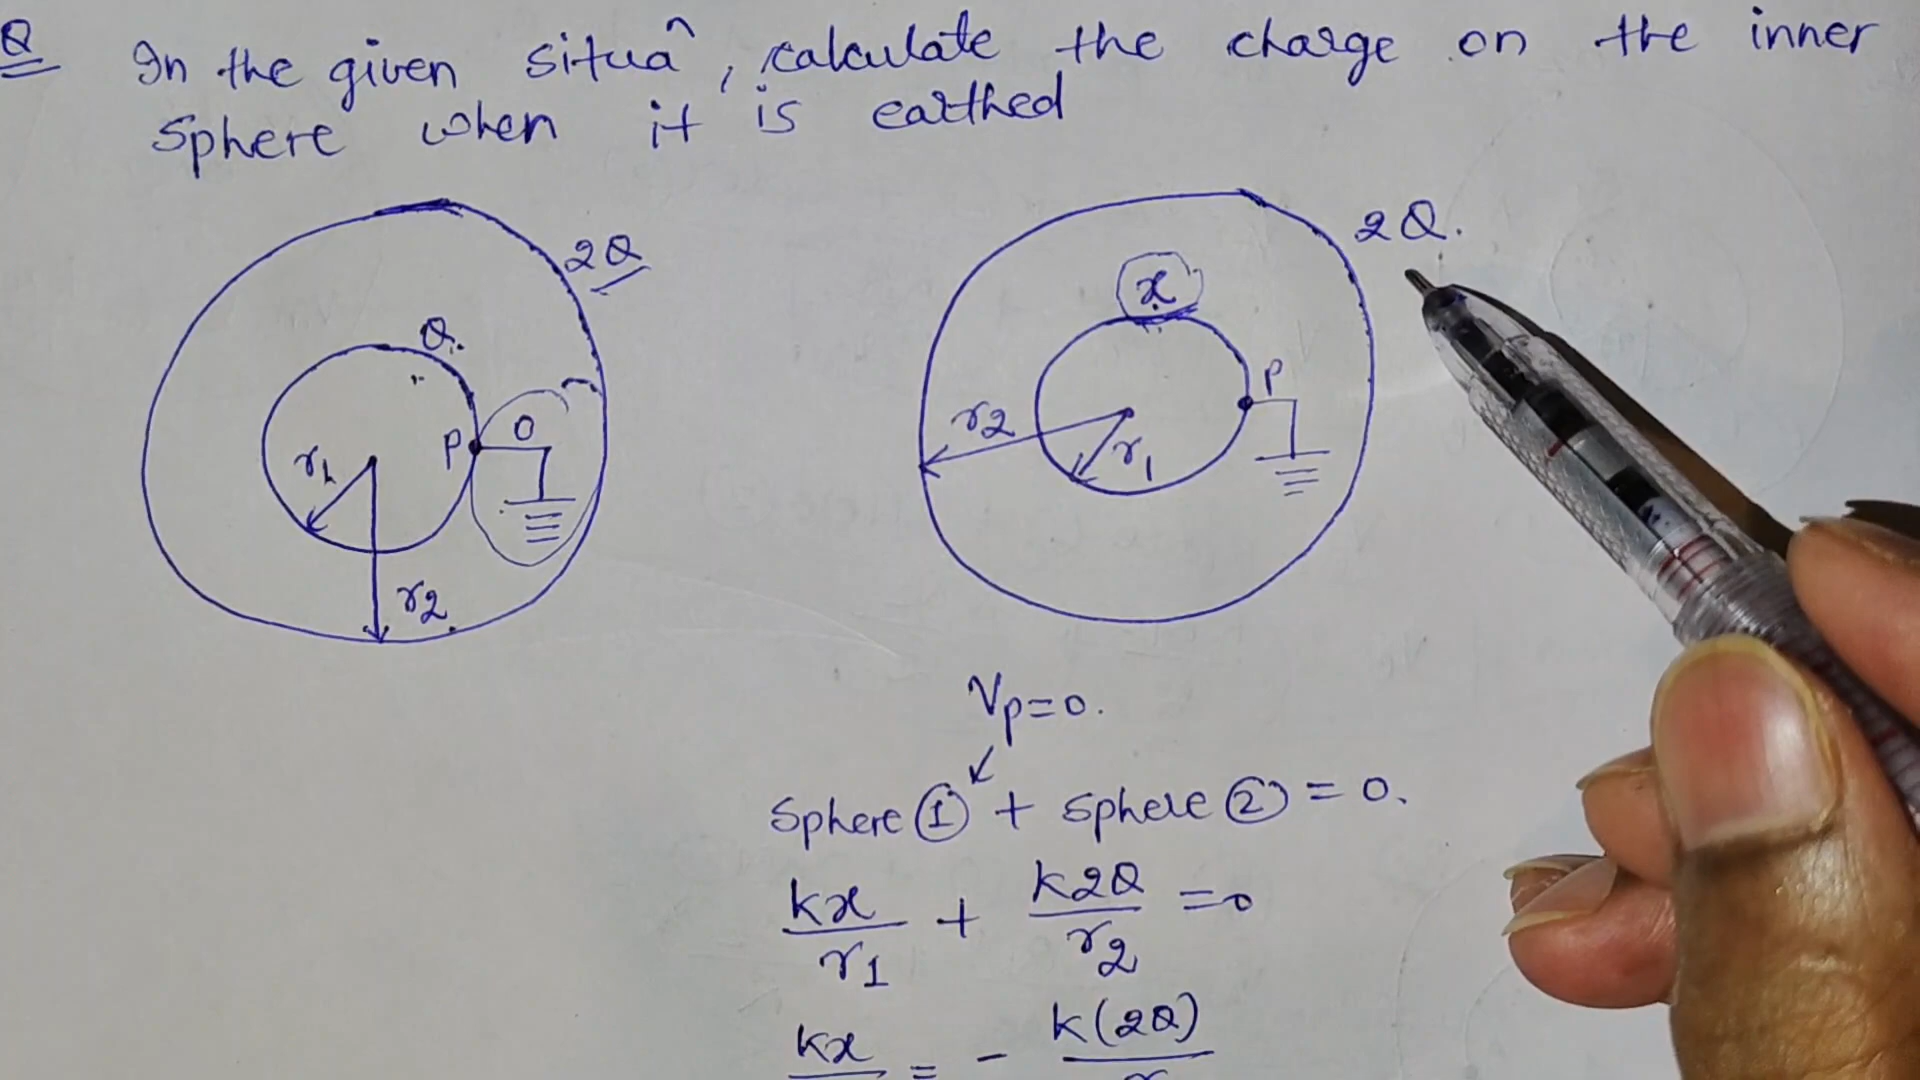 Q In the given situaˆ, calculate the charge on the inner
sphere when it is earthed
2Q
Q.
P
0
r1
r2
2Q.
x
P
r2
r1
Vp=0.
Sphere ① + Sphere ② = 0.
kx/r1 + k2Q/r2 =0
kx = - k(2Q)